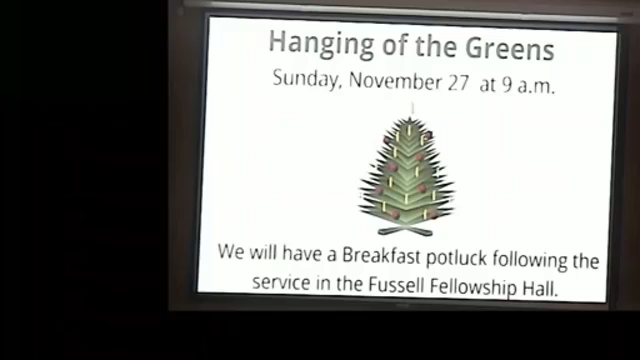 Hanging of the Greens
Sunday, November 27 at 9 a.m.
We will have a Breakfast potluck following the
service in the Fussell Fellowship Hall.